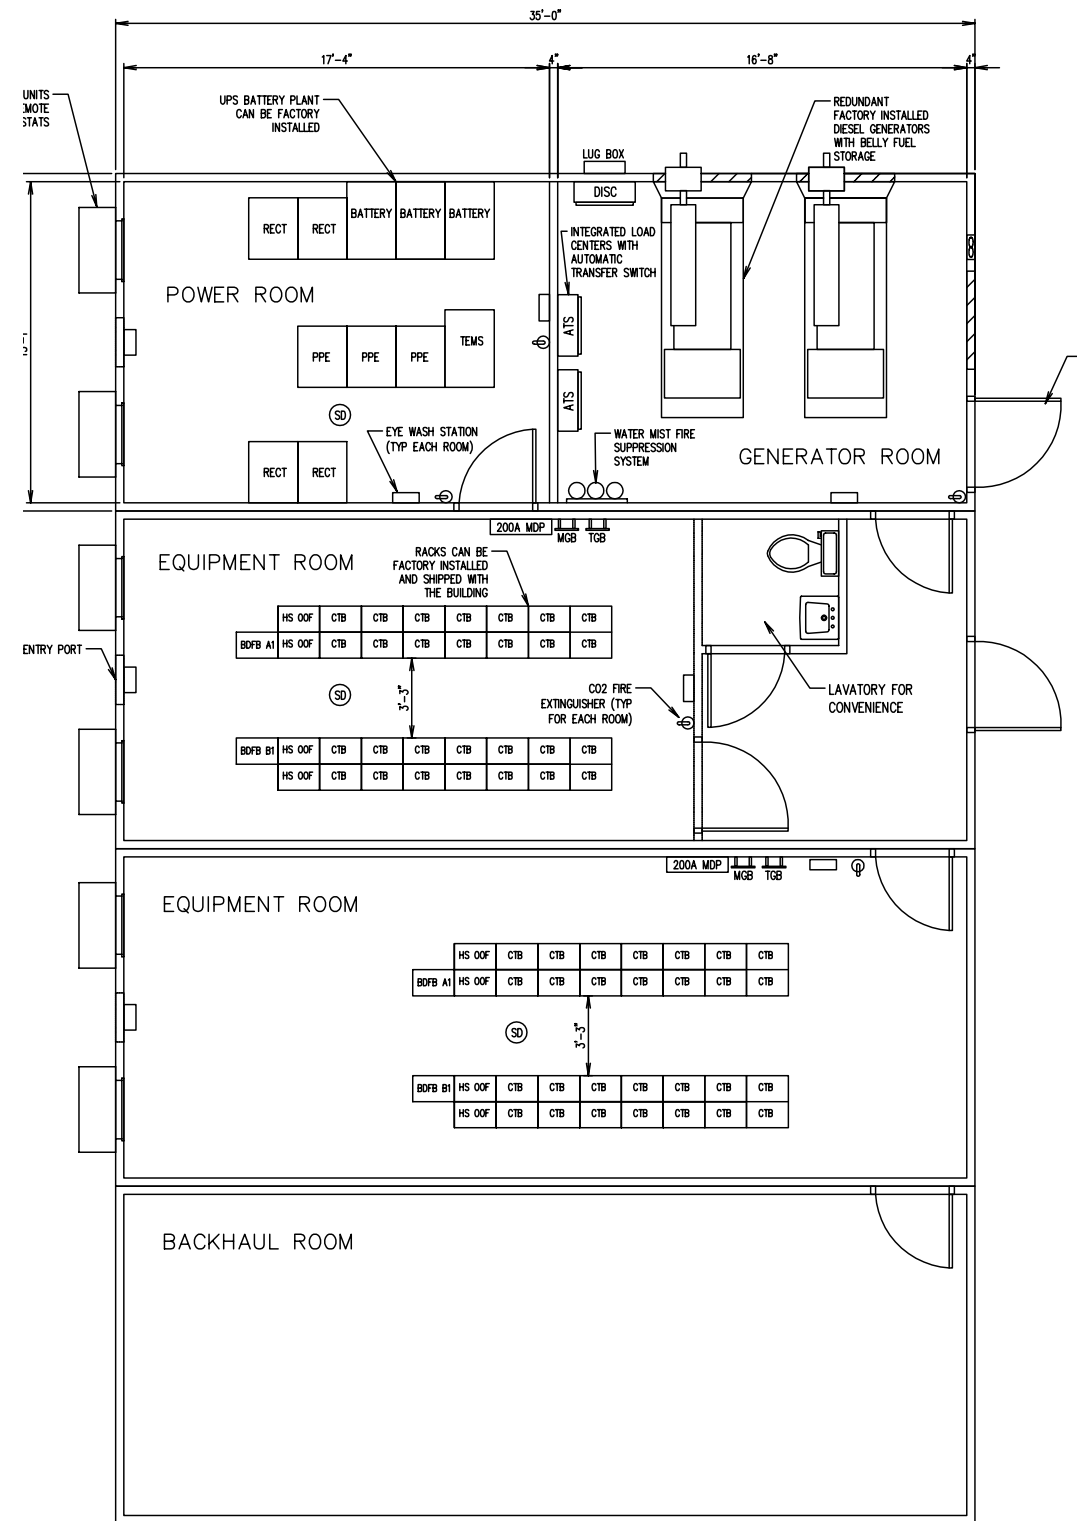 35'-0"
17'-4"
4"
16'-8"
4"
UNITS
STATS
UPS BATTERY PLANT
CAN BE FACTORY
INSTALLED
REDUNDANT
FACTORY INSTALLED
DIESEL GENERATORS
WITH BELLY FUEL
STORAGE
LUG BOX
DISC
RECT RECT BATTERY BATTERY BATTERY
INTEGRATED LOAD
CENTERS WITH
AUTOMATIC
TRANSFER SWITCH
POWER ROOM
ATS
PPE PPE PPE TEMS
ATS
SD
EYE WASH STATION
(TYP EACH ROOM)
WATER MIST FIRE
SUPPRESSION
SYSTEM
GENERATOR ROOM
RECT RECT
200A MDP
MGB TGB
EQUIPMENT ROOM
RACKS CAN BE
FACTORY INSTALLED
AND SHIPPED WITH
THE BUILDING
HS OOF CTB CTB CTB CTB CTB CTB CTB
BDFB A1 HS OOF CTB CTB CTB CTB CTB CTB CTB
ENTRY PORT
SD
3'-3"
CO2 FIRE
EXTINGUISHER (TYP
FOR EACH ROOM)
LAVATORY FOR
CONVENIENCE
BDFB B1 HS OOF CTB CTB CTB CTB CTB CTB CTB
HS OOF CTB CTB CTB CTB CTB CTB CTB
200A MDP
MGB TGB
EQUIPMENT ROOM
HS OOF CTB CTB CTB CTB CTB CTB CTB
BDFB A1 HS OOF CTB CTB CTB CTB CTB CTB CTB
SD
3'-3"
BDFB B1 HS OOF CTB CTB CTB CTB CTB CTB CTB
HS OOF CTB CTB CTB CTB CTB CTB CTB
BACKHAUL ROOM